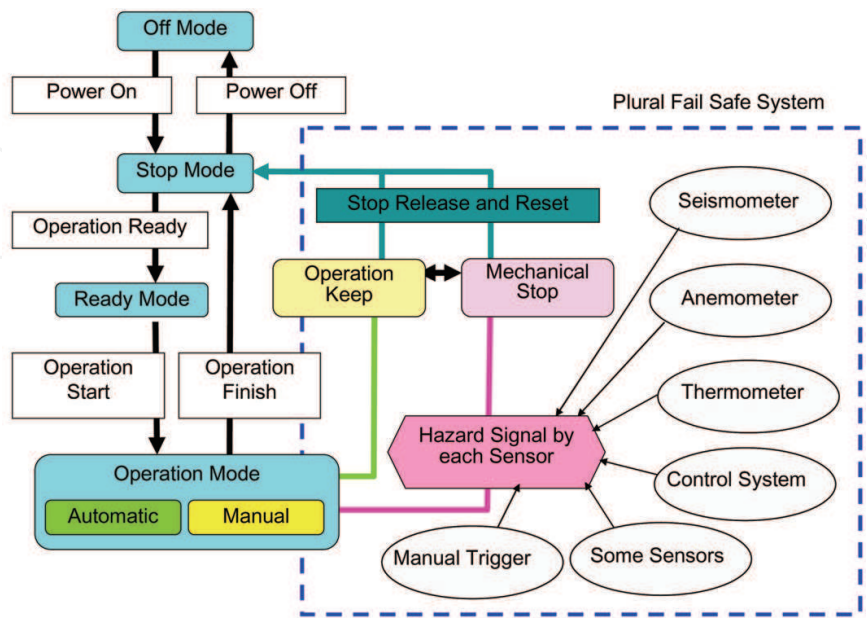 Off Mode
Power On
Power Off
Plural Fail Safe System
Stop Mode
Stop Release and Reset
Seismometer
Operation Ready
Operation
Keep
Mechanical
Stop
Ready Mode
Anemometer
Operation
Start
Operation
Finish
Thermometer
Hazard Signal by
each Sensor
Operation Mode
Control System
Automatic
Manual
Manual Trigger
Some Sensors